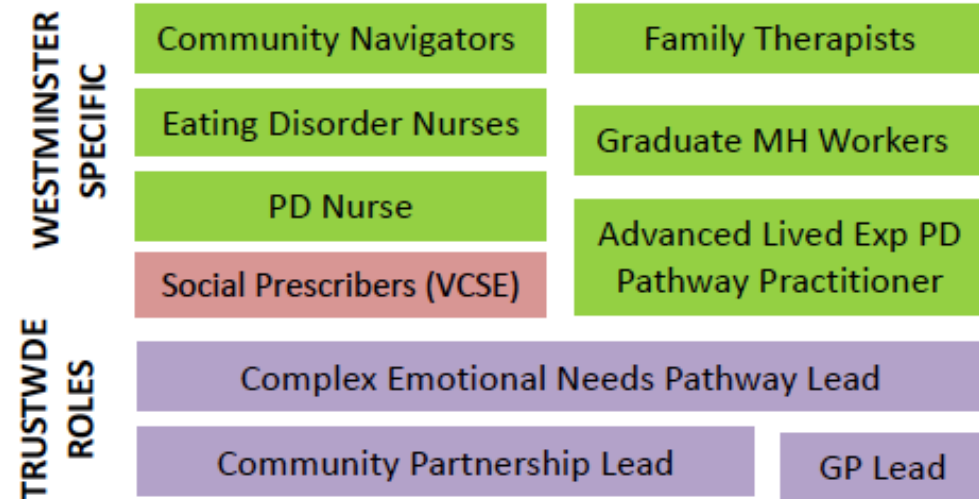 WESTMINSTER
SPECIFIC
Community Navigators
Family Therapists
Eating Disorder Nurses
Graduate MH Workers
PD Nurse
Advanced Lived Exp PD
Pathway Practitioner
Social Prescribers (VCSE)
TRUSTWDE
ROLES
Complex Emotional Needs Pathway Lead
Community Partnership Lead
GP Lead